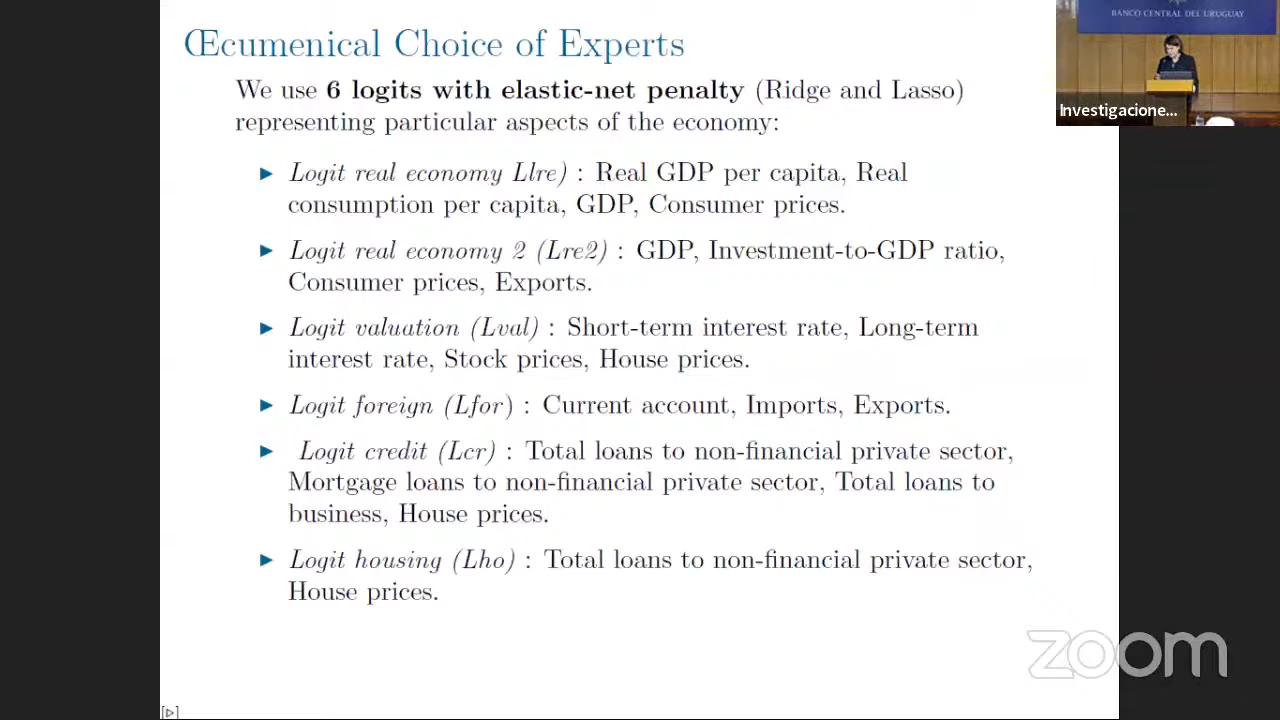 Œcumenical Choice of Experts
We use 6 logits with elastic-net penalty (Ridge and Lasso)
representing particular aspects of the economy:
▶ Logit real economy Llre) : Real GDP per capita, Real
consumption per capita, GDP, Consumer prices.
▶ Logit real economy 2 (Lre2) : GDP, Investment-to-GDP ratio,
Consumer prices, Exports.
▶ Logit valuation (Lval) : Short-term interest rate, Long-term
interest rate, Stock prices, House prices.
▶ Logit foreign (Lfor) : Current account, Imports, Exports.
▶ Logit credit (Lcr) : Total loans to non-financial private sector,
Mortgage loans to non-financial private sector, Total loans to
business, House prices.
▶ Logit housing (Lho) : Total loans to non-financial private sector,
House prices.
BANCO CENTRAL DEL URUGUAY
Investigacione...
zoom